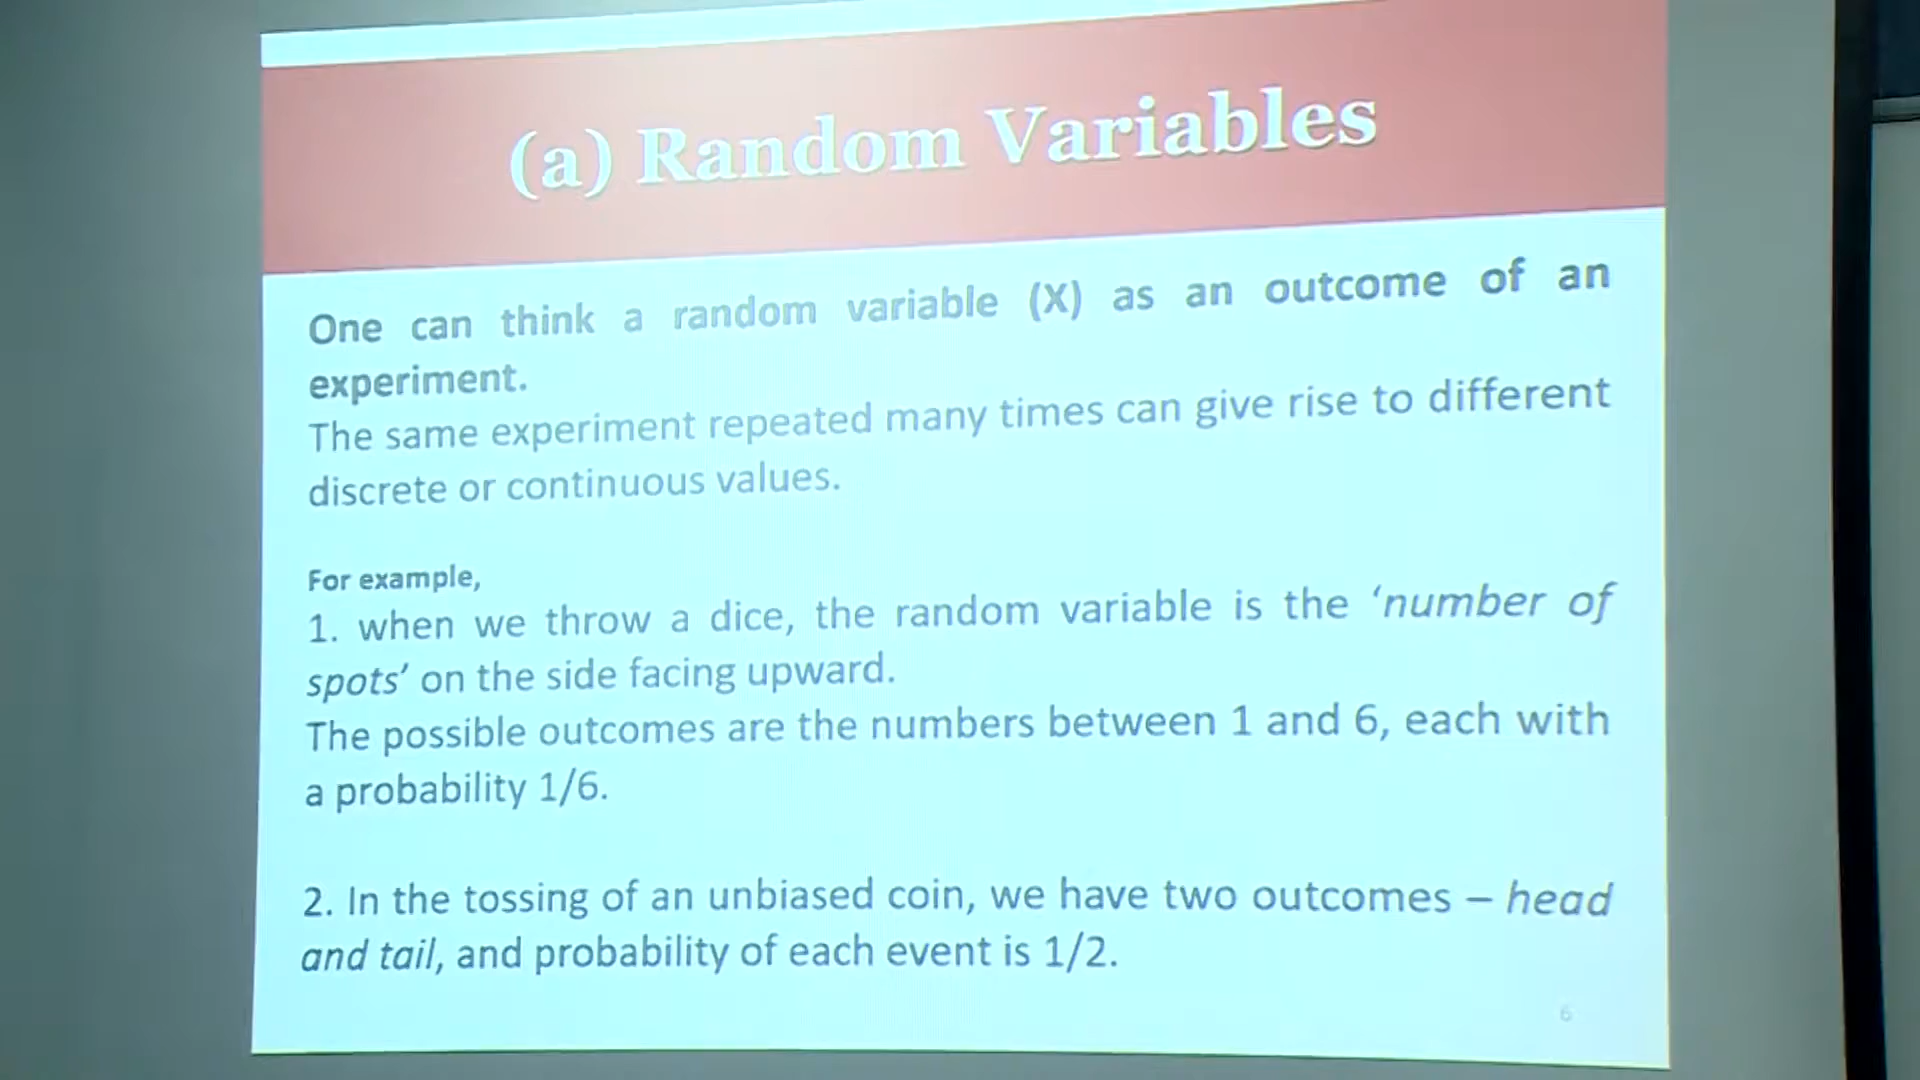 (a) Random Variables
One can think a random variable (X) as an outcome of an
experiment.
The same experiment repeated many times can give rise to different
discrete or continuous values.
For example,
1. when we throw a dice, the random variable is the ‘number of
spots’ on the side facing upward.
The possible outcomes are the numbers between 1 and 6, each with
a probability 1/6.
2. In the tossing of an unbiased coin, we have two outcomes – head
and tail, and probability of each event is 1/2.
6